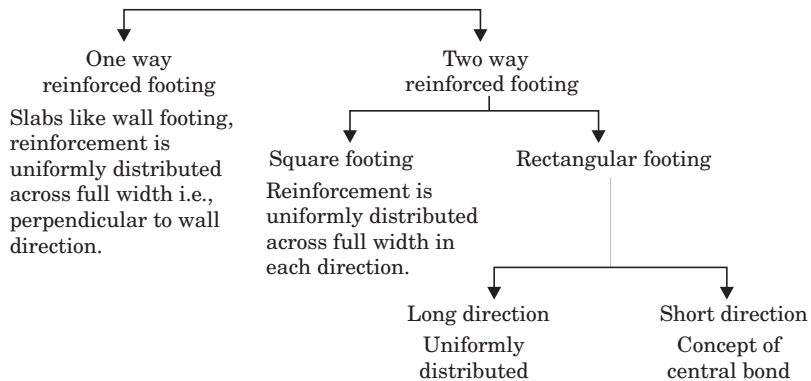 One way
reinforced footing
Slabs like wall footing,
reinforcement is
uniformly distributed
across full width i.e.,
perpendicular to wall
direction.
Two way
reinforced footing
Square footing
Reinforcement is
uniformly distributed
across full width in
each direction.
Rectangular footing
Long direction
Uniformly
distributed
Short direction
Concept of
central bond